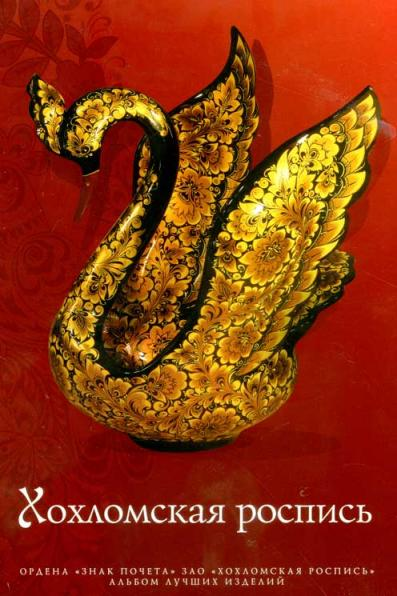 Хохломская роспись
ОРДЕНА «ЗНАК ПОЧЕТА» ЗАО «ХОХЛОМСКАЯ РОСПИСЬ»
АЛЬБОМ ЛУЧШИХ ИЗДЕЛИЙ